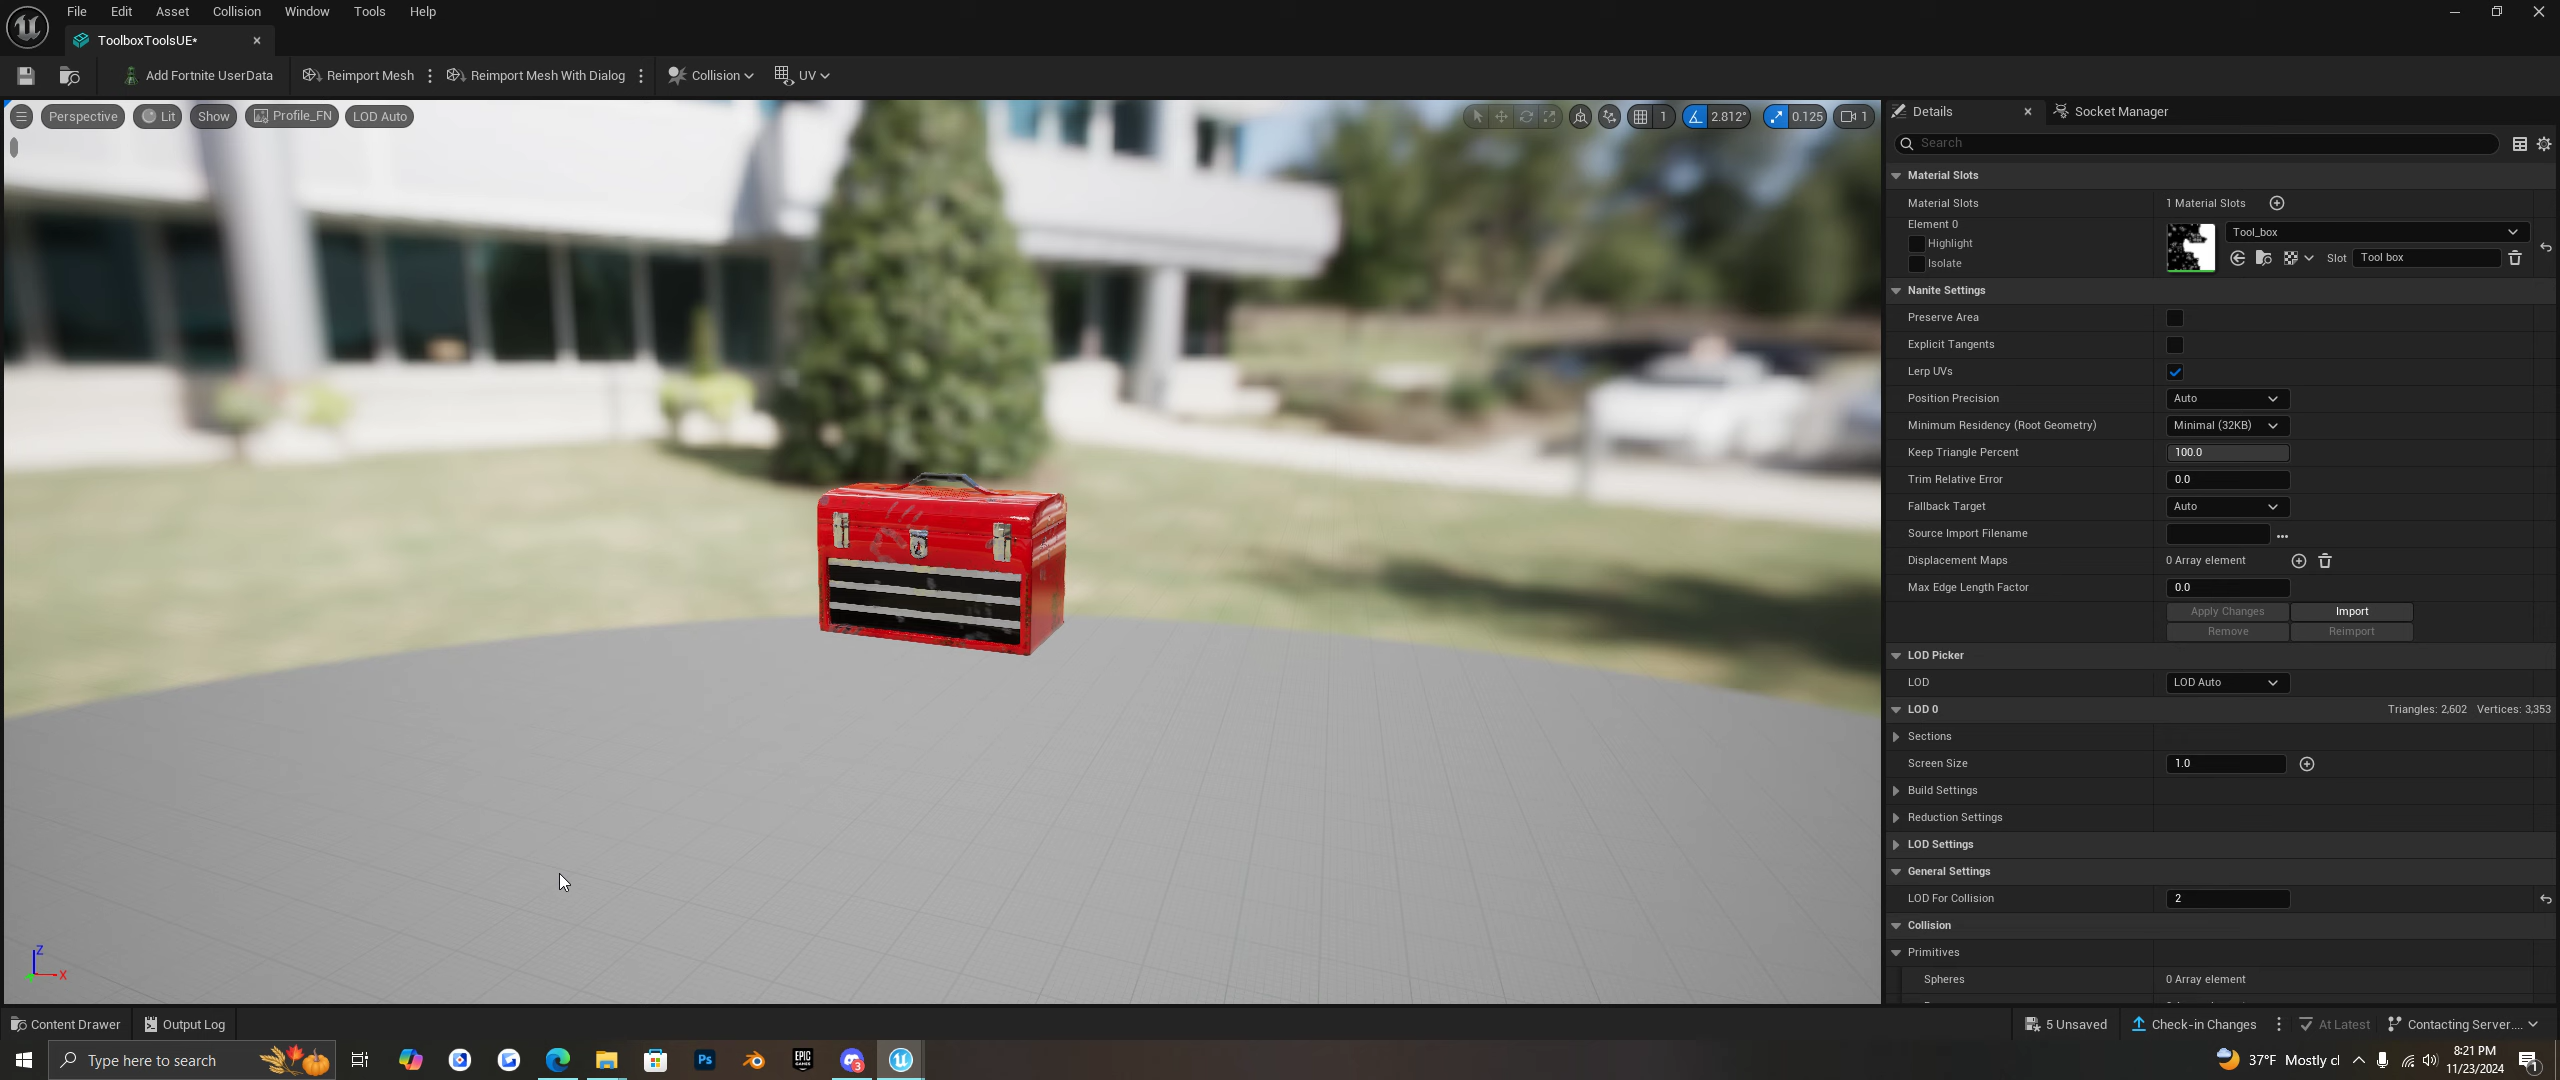 File Edit Asset Collision Window Tools Help
ToolboxToolsUE*
Add Fortnite UserData Reimport Mesh Reimport Mesh With Dialog Collision UV
Perspective Lit Show Profile_FN LOD Auto 1 2.812° 0.125 1
Details Socket Manager
Search
Material Slots
Material Slots 1 Material Slots
Element 0
Highlight
Isolate
Tool_box
Slot Tool box
Nanite Settings
Preserve Area
Explicit Tangents
Lerp UVs
Position Precision Auto
Minimum Residency (Root Geometry) Minimal (32KB)
Keep Triangle Percent 100.0
Trim Relative Error 0.0
Fallback Target Auto
Source Import Filename
Displacement Maps 0 Array element
Max Edge Length Factor 0.0
Apply Changes Import
Remove Reimport
LOD Picker
LOD LOD Auto
LOD 0 Triangles: 2,602 Vertices: 3,353
Sections
Screen Size 1.0
Build Settings
Reduction Settings
LOD Settings
General Settings
LOD For Collision 2
Collision
Primitives
Spheres 0 Array element
Z
X
Content Drawer Output Log 5 Unsaved Check-in Changes At Latest Contacting Server....
Type here to search Ps EPIC GAMES 3 37°F Mostly cl 8:21 PM
11/23/2024 1